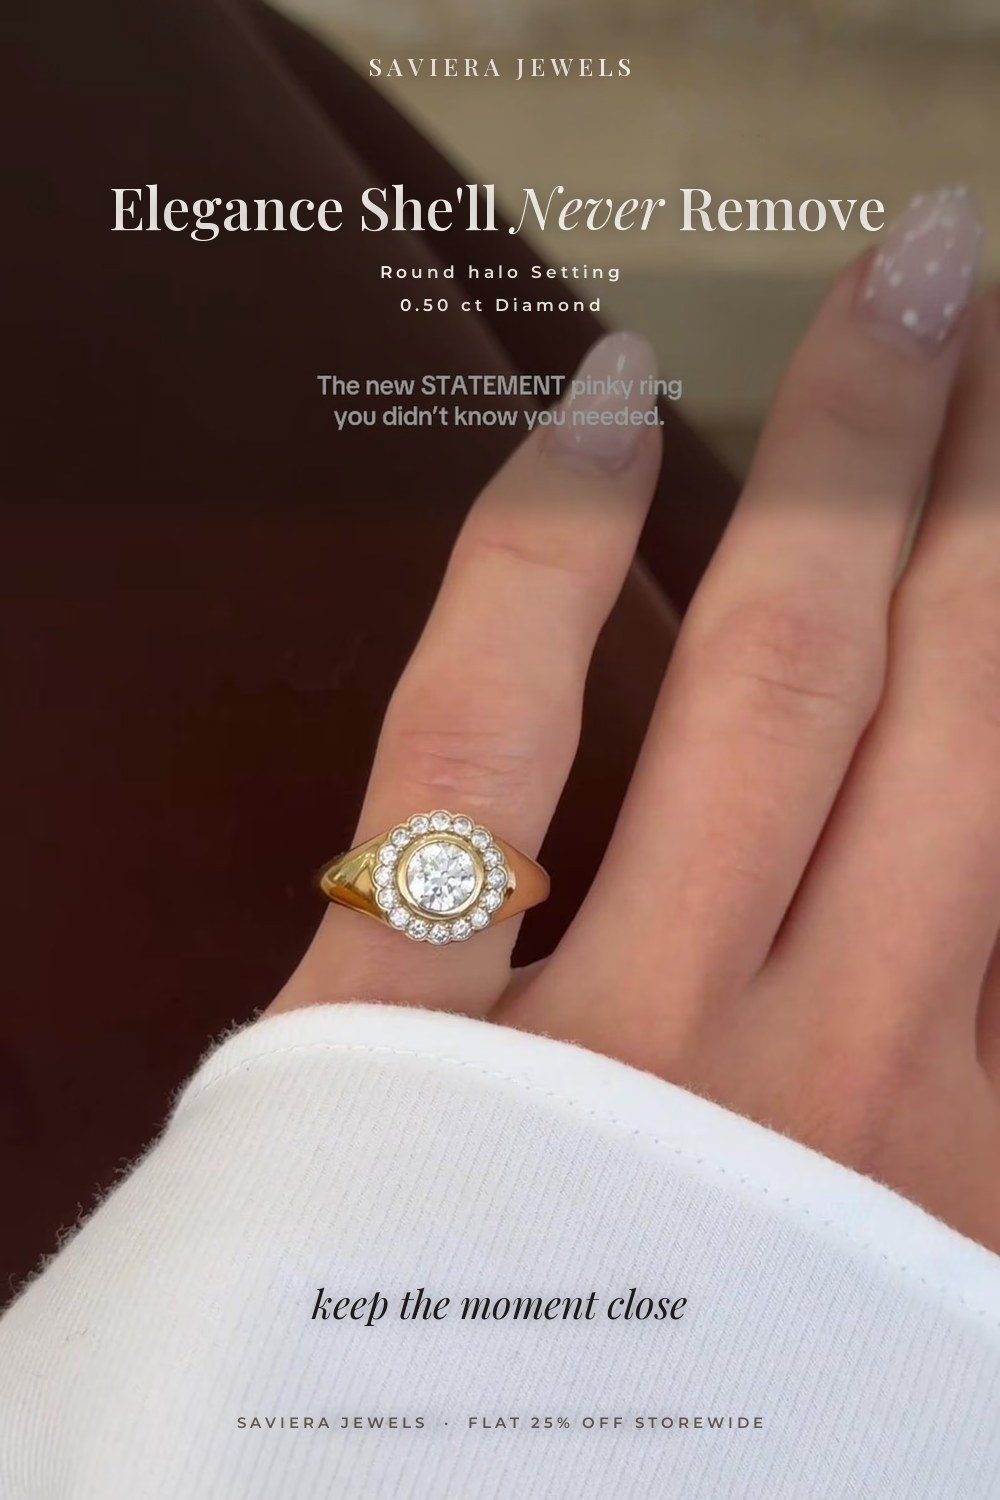 SAVIERA JEWELS
Elegance She'll Never Remove
Round halo Setting
0.50 ct Diamond
The new STATEMENT pinky ring
you didn’t know you needed.
keep the moment close
SAVIERA JEWELS · FLAT 25% OFF STOREWIDE